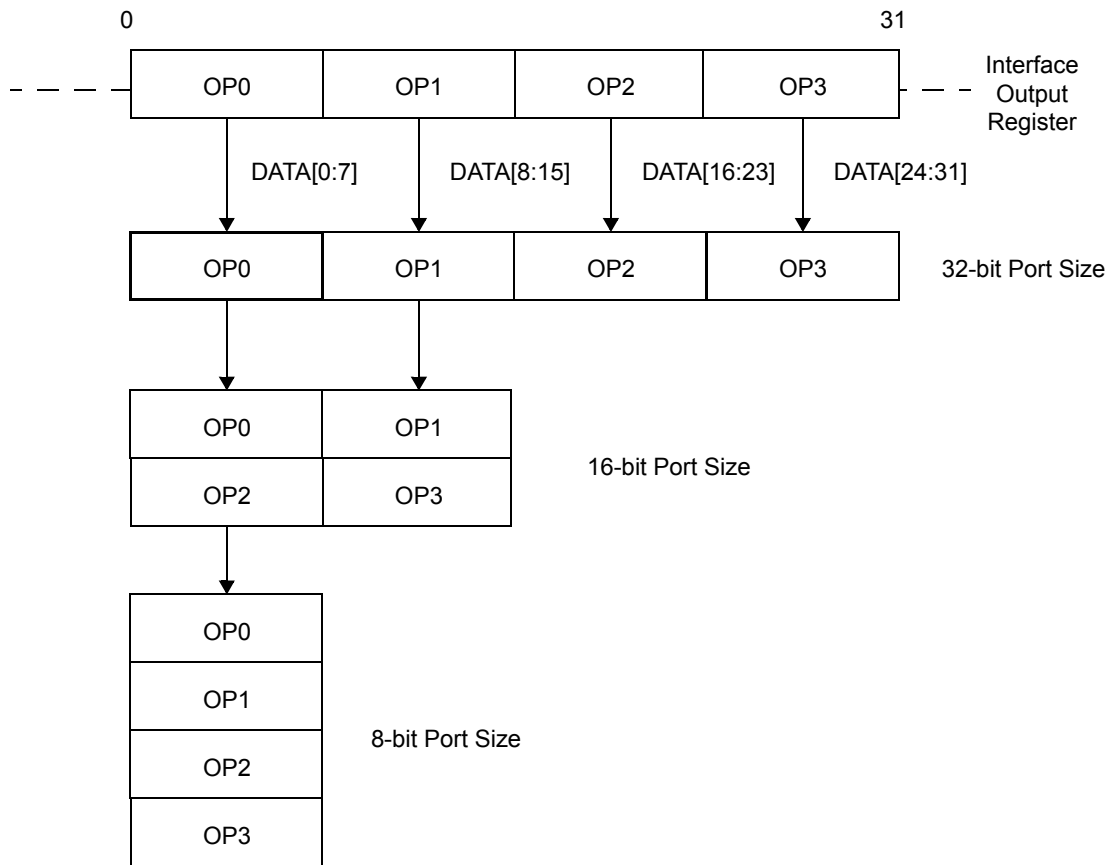 0 31
OP0 OP1 OP2 OP3
Interface
Output
Register
DATA[0:7] DATA[8:15] DATA[16:23] DATA[24:31]
OP0 OP1 OP2 OP3 32-bit Port Size
OP0 OP1
16-bit Port Size
OP2 OP3
OP0
OP1
8-bit Port Size
OP2
OP3